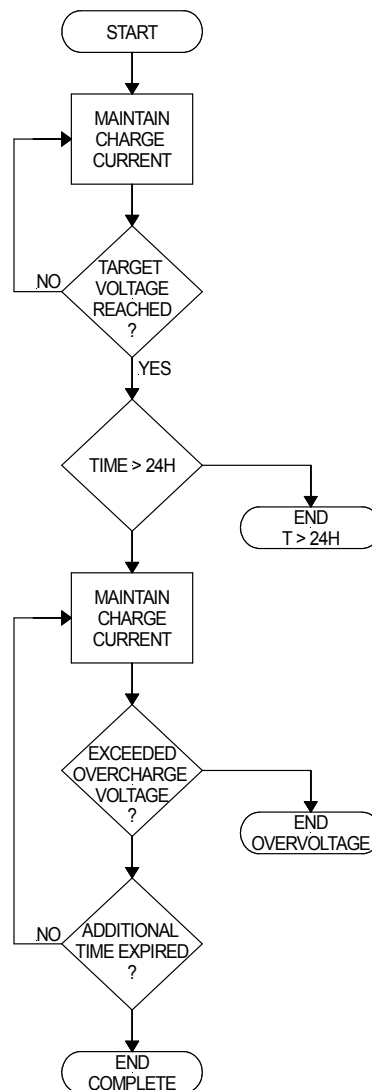 START
MAINTAIN
CHARGE
CURRENT
TARGET
VOLTAGE
REACHED
?
NO
YES
TIME > 24H
END
T > 24H
MAINTAIN
CHARGE
CURRENT
EXCEEDED
OVERCHARGE
VOLTAGE
?
END
OVERVOLTAGE
ADDITIONAL
TIME EXPIRED
?
NO
END
COMPLETE